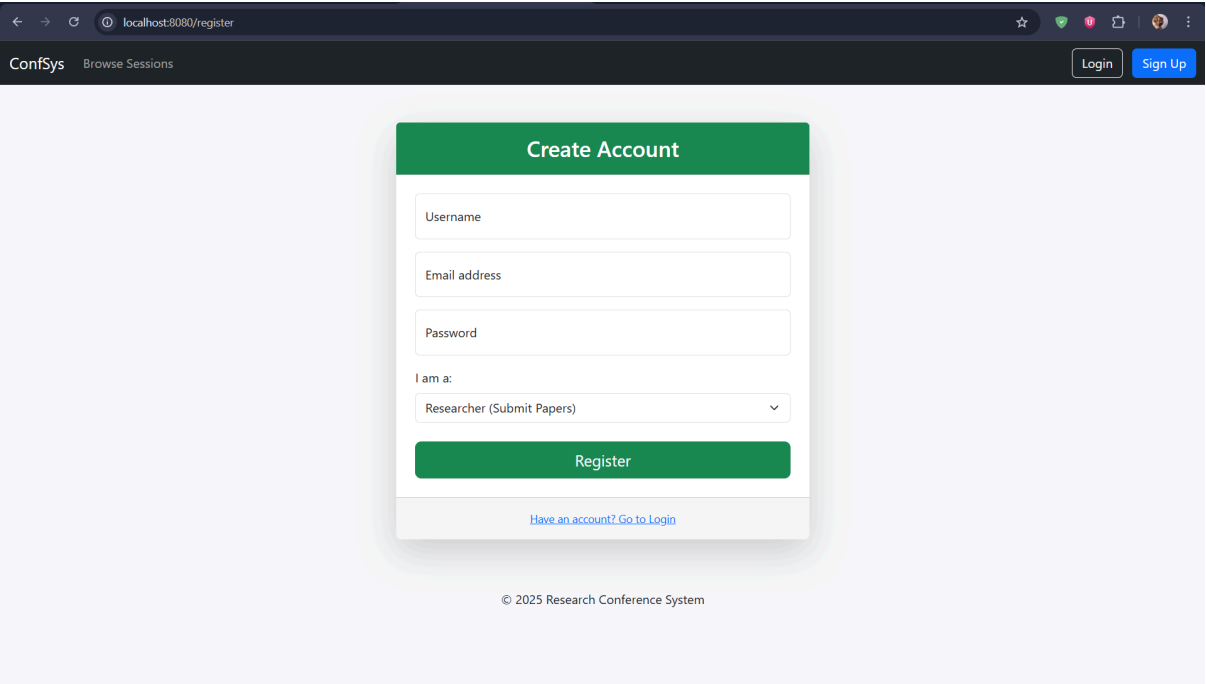 localhost:8080/register
ConfSys Browse Sessions Login Sign Up
Create Account
Username
Email address
Password
I am a:
Researcher (Submit Papers)
Register
Have an account? Go to Login
© 2025 Research Conference System